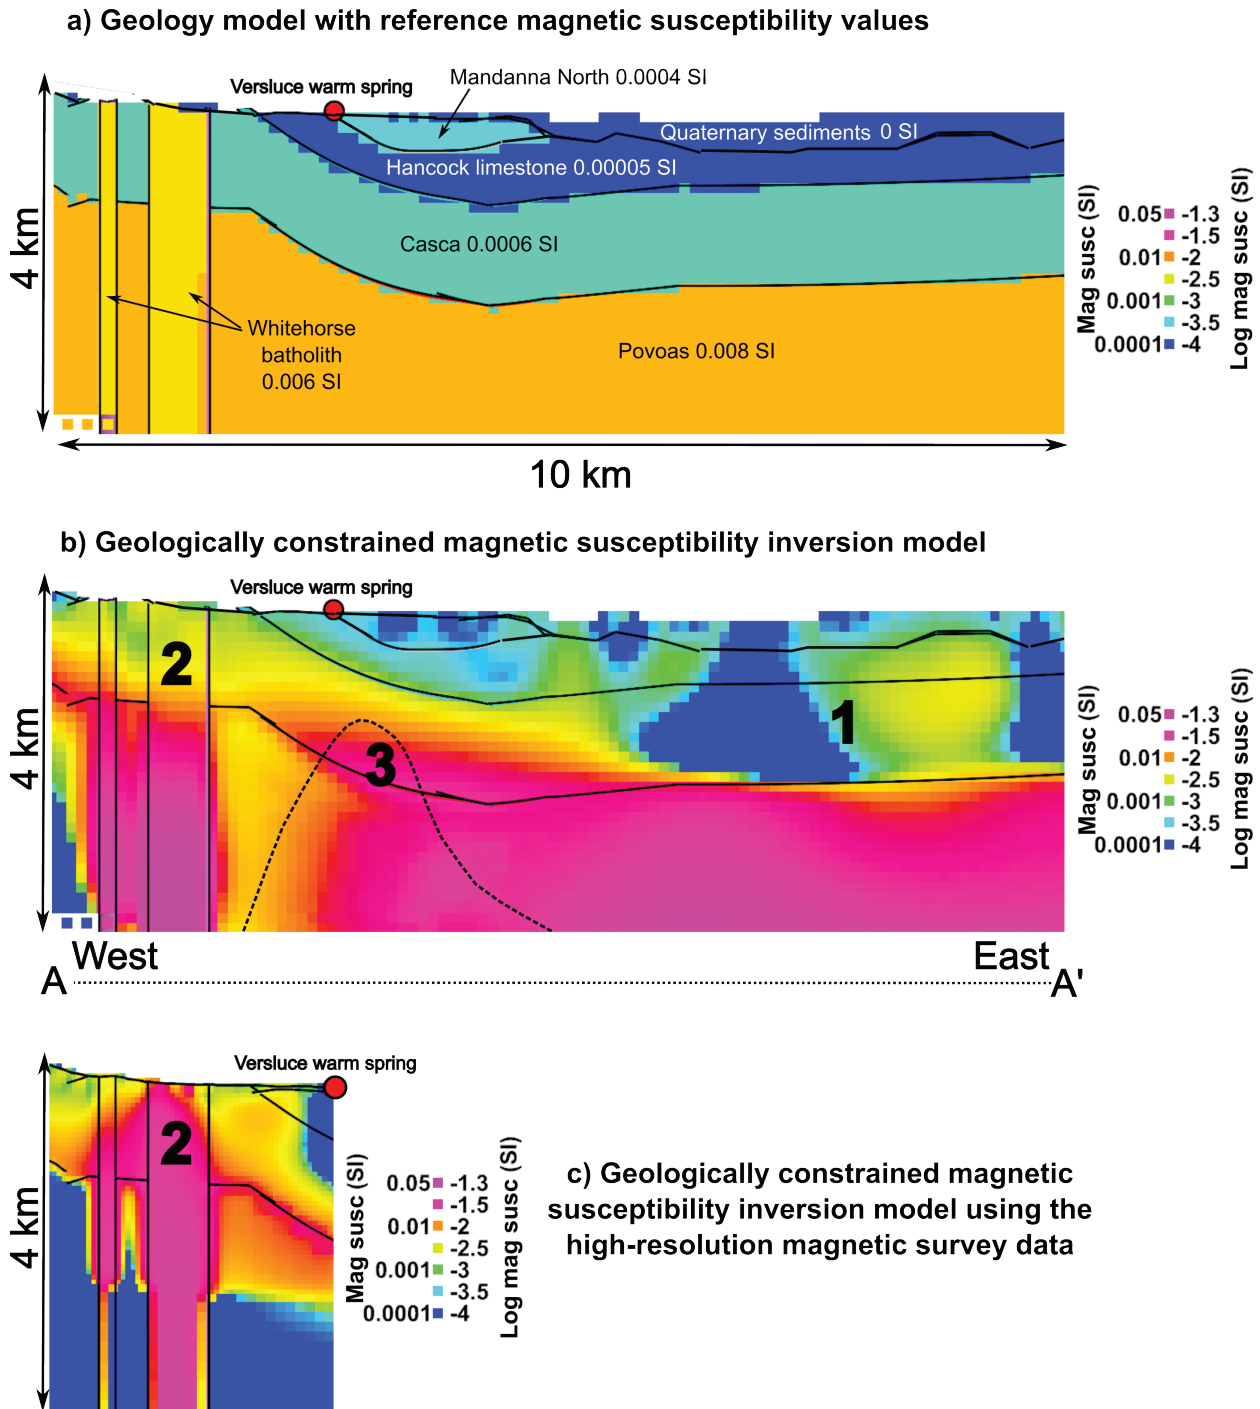 a) Geology model with reference magnetic susceptibility values
Versluce warm spring
Mandanna North 0.0004 SI
Quaternary sediments 0 SI
Hancock limestone 0.00005 SI
Casca 0.0006 SI
Whitehorse
batholith
0.006 SI
Povoas 0.008 SI
4 km
10 km
Mag susc (SI)
Log mag susc (SI)
0.05 -1.3
-1.5
0.01 -2
-2.5
0.001 -3
-3.5
0.0001 -4
b) Geologically constrained magnetic susceptibility inversion model
Versluce warm spring
4 km
2
3
1
Mag susc (SI)
Log mag susc (SI)
0.05 -1.3
-1.5
0.01 -2
-2.5
0.001 -3
-3.5
0.0001 -4
West
East
A
A'
Versluce warm spring
4 km
2
Mag susc (SI)
Log mag susc (SI)
0.05 -1.3
-1.5
0.01 -2
-2.5
0.001 -3
-3.5
0.0001 -4
c) Geologically constrained magnetic
susceptibility inversion model using the
high-resolution magnetic survey data